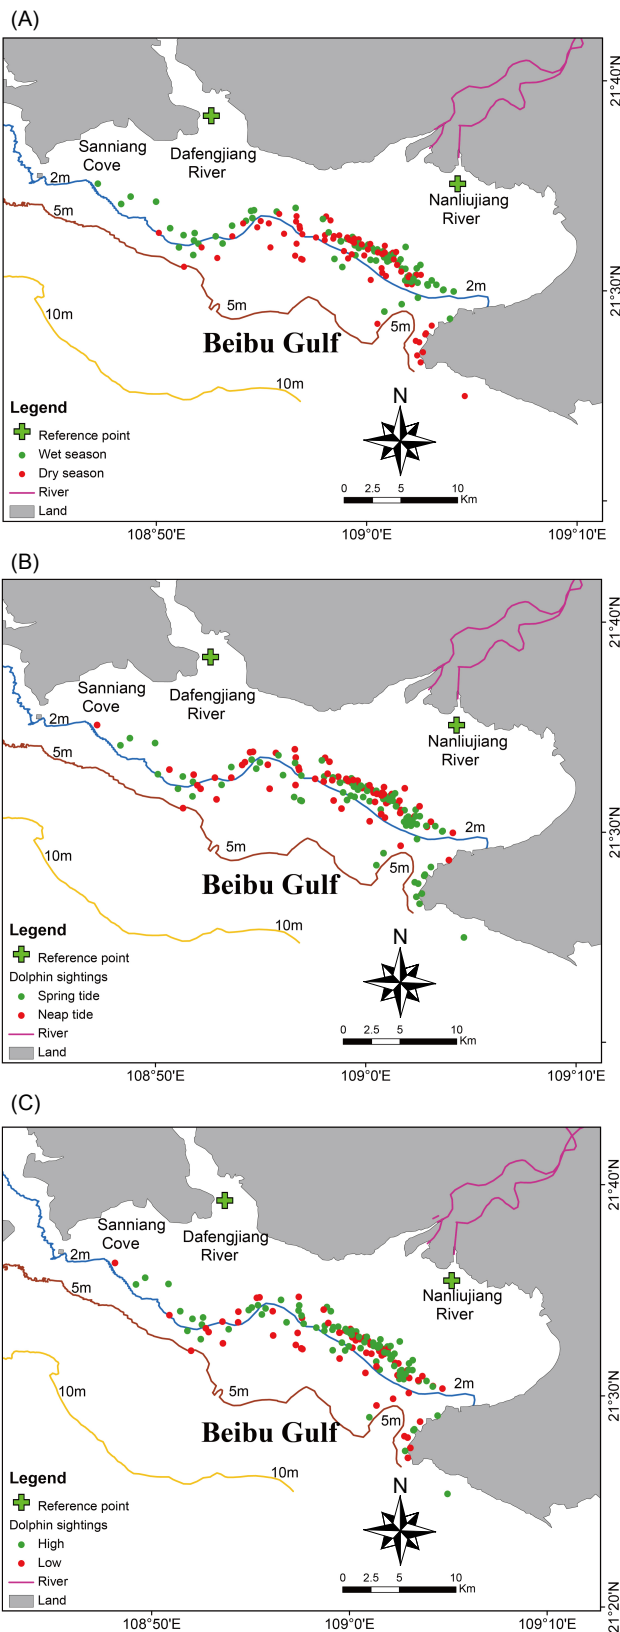 (A)
21°40'N
Sanniang
Cove
Dafengjiang
River
2m
Nanliujiang
River
5m
2m
21°30'N
10m
5m
5m
Beibu Gulf
10m
Legend
N
Reference point
Wet season
Dry season
0 2.5 5 10
Km
River
Land
108°50'E
109°0'E
109°10'E
(B)
21°40'N
Sanniang
Cove
Dafengjiang
River
2m
Nanliujiang
River
5m
2m
21°30'N
10m
5m
5m
Beibu Gulf
10m
Legend
N
Reference point
Dolphin sightings
Spring tide
Neap tide
0 2.5 5 10
Km
River
Land
108°50'E
109°0'E
109°10'E
(C)
21°40'N
Sanniang
Cove
Dafengjiang
River
2m
Nanliujiang
River
5m
2m
21°30'N
10m
5m
5m
Beibu Gulf
10m
Legend
N
Reference point
Dolphin sightings
High
Low
0 2.5 5 10
Km
River
Land
21°20'N
108°50'E
109°0'E
109°10'E